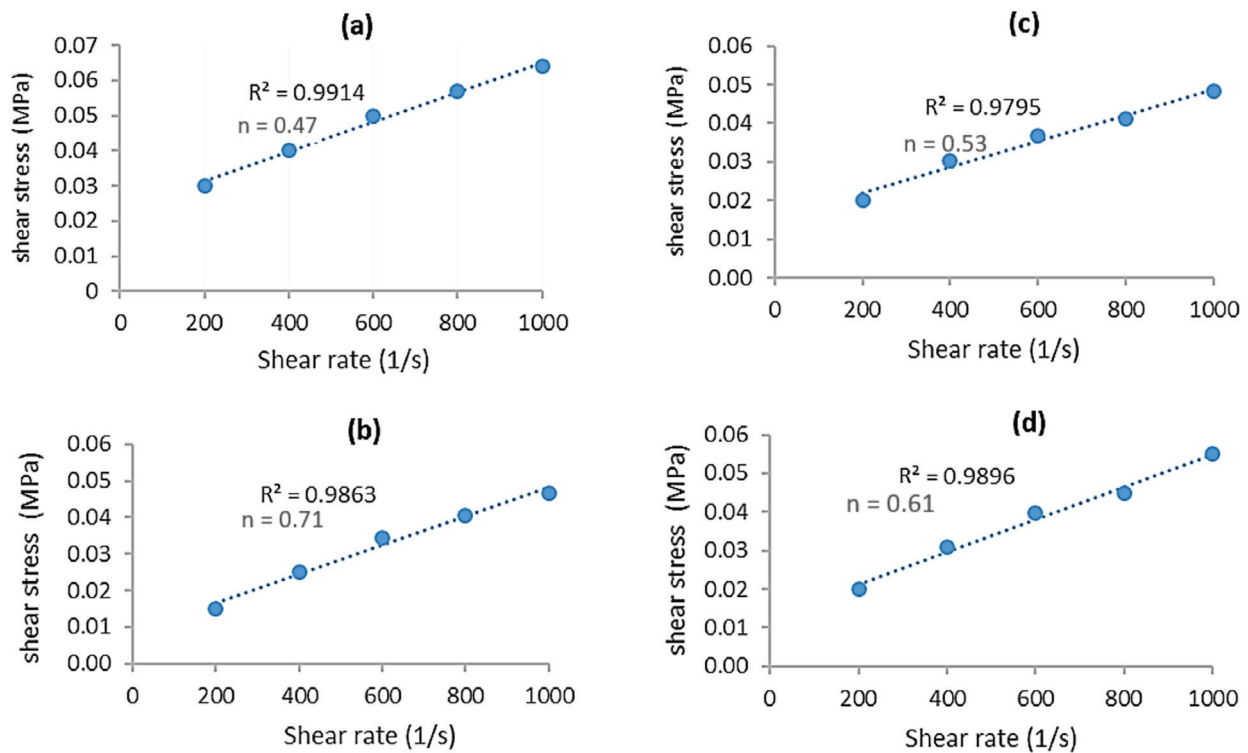 (a)
0.07
0.06
0.05
0.04
0.03
0.02
0.01
0
R² = 0.9914
n = 0.47
0 200 400 600 800 1000
shear stress (MPa)
Shear rate (1/s)
(c)
0.06
0.05
0.04
0.03
0.02
0.01
0.00
R² = 0.9795
n = 0.53
0 200 400 600 800 1000
shear stress (MPa)
Shear rate (1/s)
(b)
0.06
0.05
0.04
0.03
0.02
0.01
0.00
R² = 0.9863
n = 0.71
0 200 400 600 800 1000
shear stress (MPa)
Shear rate (1/s)
(d)
0.06
0.05
0.04
0.03
0.02
0.01
0.00
R² = 0.9896
n = 0.61
0 200 400 600 800 1000
shear stress (MPa)
Shear rate (1/s)